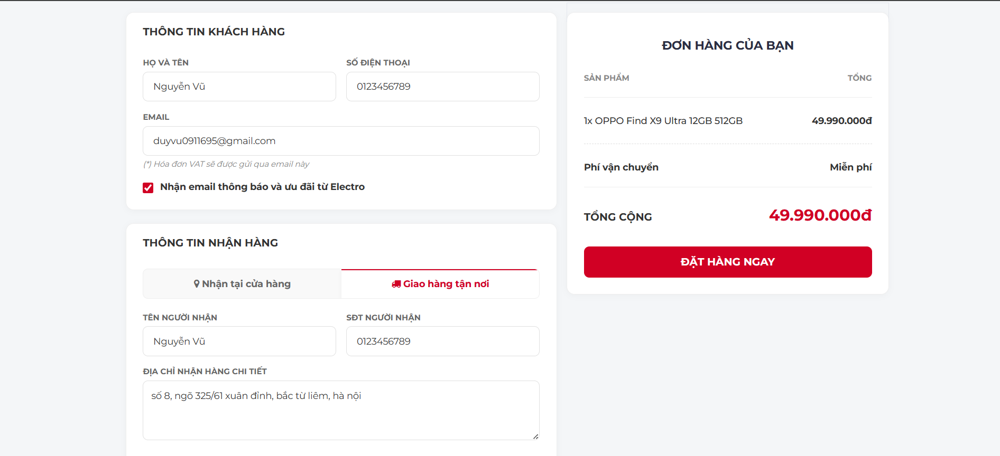 THÔNG TIN KHÁCH HÀNG
HỌ VÀ TÊN
SỐ ĐIỆN THOẠI
Nguyễn Vũ
0123456789
EMAIL
duyvu0911695@gmail.com
(*) Hóa đơn VAT sẽ được gửi qua email này
Nhận email thông báo và ưu đãi từ Electro
THÔNG TIN NHẬN HÀNG
Nhận tại cửa hàng
Giao hàng tận nơi
TÊN NGƯỜI NHẬN
SĐT NGƯỜI NHẬN
Nguyễn Vũ
0123456789
ĐỊA CHỈ NHẬN HÀNG CHI TIẾT
số 8, ngõ 325/61 xuân đỉnh, bắc từ liêm, hà nội
ĐƠN HÀNG CỦA BẠN
SẢN PHẨM
TỔNG
1x OPPO Find X9 Ultra 12GB 512GB
49.990.000đ
Phí vận chuyển
Miễn phí
TỔNG CỘNG
49.990.000đ
ĐẶT HÀNG NGAY